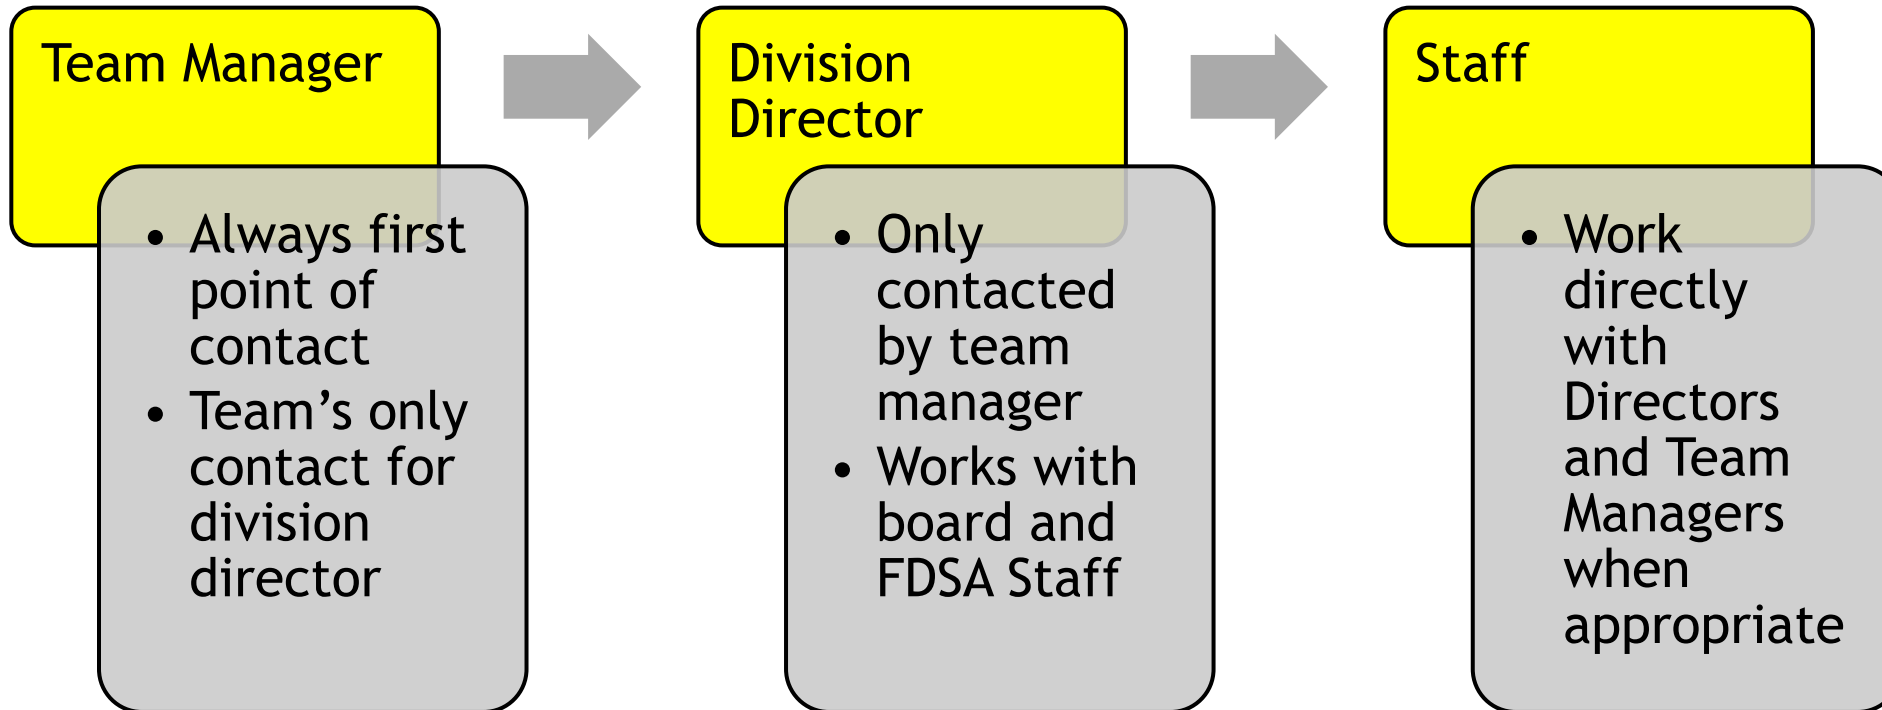 Team Manager
• Always first
point of
contact
• Team’s only
contact for
division
director
Division
Director
• Only
contacted
by team
manager
• Works with
board and
FDSA Staff
Staff
• Work
directly
with
Directors
and Team
Managers
when
appropriate